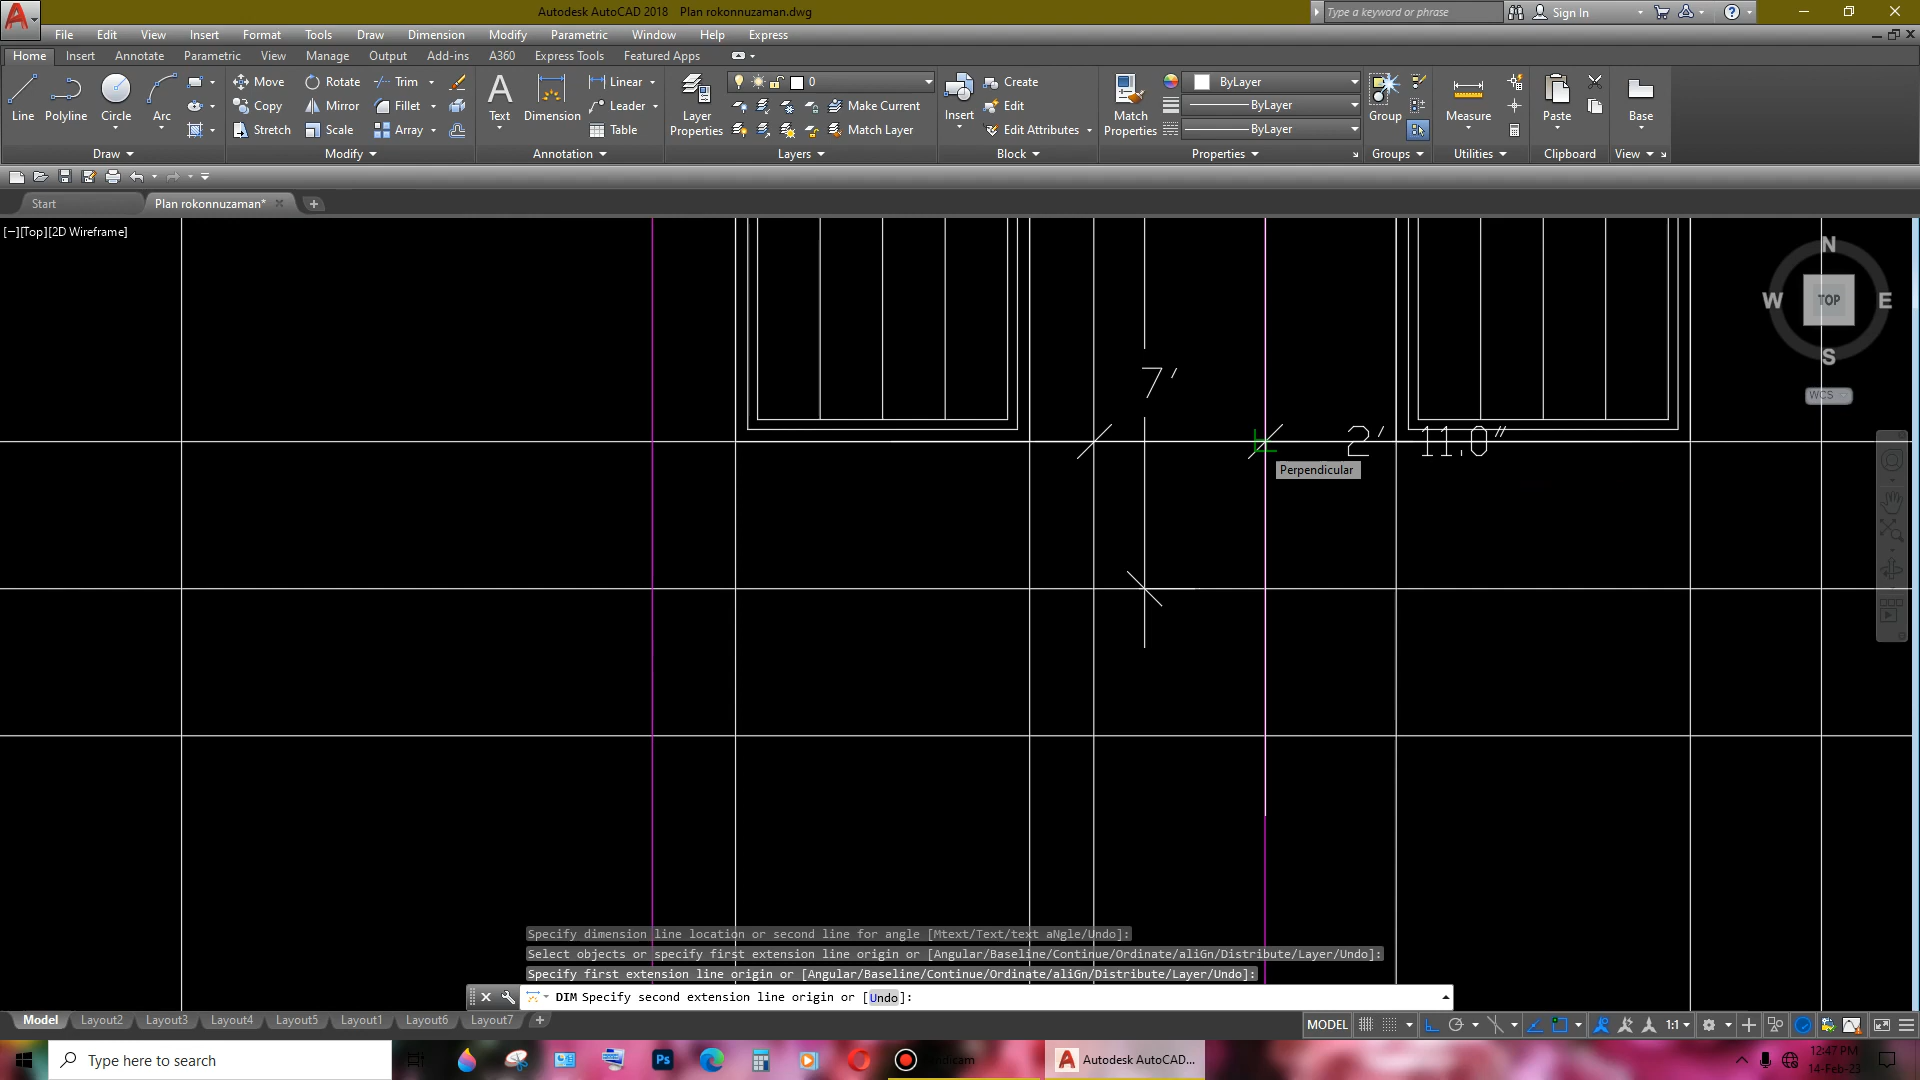 Autodesk AutoCAD 2018 Plan rokonnuzaman.dwg
Type a keyword or phrase
Sign In
File Edit View Insert Format Tools Draw Dimension Modify Parametric Window Help Express
Home Insert Annotate Parametric View Manage Output Add-ins A360 Express Tools Featured Apps
Line Polyline Circle Arc
Move Rotate Trim
Copy Mirror Fillet
Stretch Scale Array
Text Dimension
Linear
Leader
Table
Layer Properties
0
Make Current
Match Layer
Insert
Create
Edit
Edit Attributes
Match Properties
ByLayer
ByLayer
ByLayer
Group
Measure
Paste
Base
Draw Modify Annotation Layers Block Properties Groups Utilities Clipboard View
Start Plan rokonnuzaman*
[−][Top][2D Wireframe]
N
W TOP E
S
WCS
7'
2' 11.0"
Perpendicular
Specify dimension line location or second line for angle [Mtext/Text/text aNgle/Undo]:
Select objects or specify first extension line origin or [Angular/Baseline/Continue/Ordinate/aliGn/Distribute/Layer/Undo]:
Specify first extension line origin or [Angular/Baseline/Continue/Ordinate/aliGn/Distribute/Layer/Undo]:
DIM Specify second extension line origin or [Undo]:
Model Layout2 Layout3 Layout4 Layout5 Layout1 Layout6 Layout7
MODEL 1:1
Type here to search
Ps
Autodesk AutoCAD...
12:47 PM
14-Feb-23